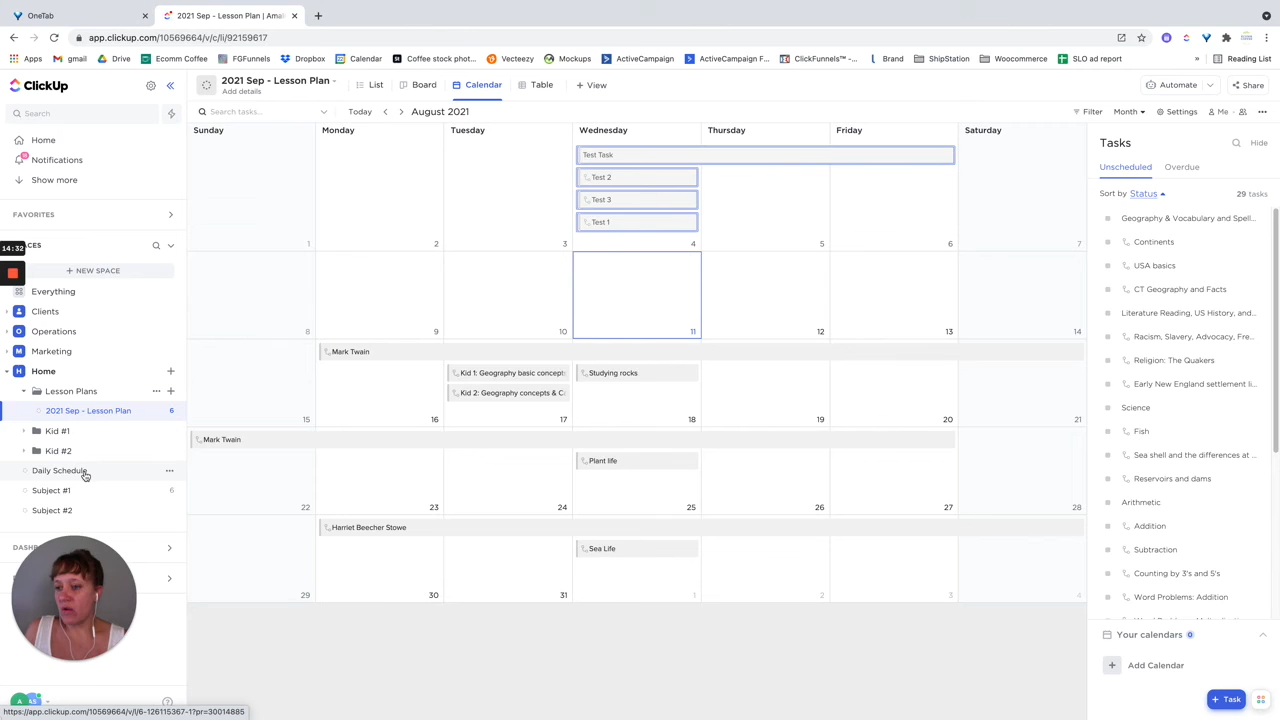 OneTab
2021 Sep - Lesson Plan | Ama
app.clickup.com/10569664/v/c/li/92159617
Apps gmail Drive Ecomm Coffee FGFunnels Dropbox Calendar Coffee stock phot... Vecteezy Mockups ActiveCampaign ActiveCampaign F... ClickFunnels™ -... Brand ShipStation Woocommerce SLO ad report » Reading List
ClickUp
Search
Home
Notifications
Show more
FAVORITES
14:32
ACES
+ NEW SPACE
Everything
Clients
O Operations
Marketing
H Home
Lesson Plans
2021 Sep - Lesson Plan 6
Kid #1
Kid #2
Daily Schedule
Subject #1 6
Subject #2
DASH
https://app.clickup.com/10569664/v/l/6-126115367-1?pr=30014885
2021 Sep - Lesson Plan
Add details
List Board Calendar Table + View
Automate Share
Search tasks...
Today August 2021
Filter Month Settings Me
Sunday Monday Tuesday Wednesday Thursday Friday Saturday
Test Task
Test 2
Test 3
Test 1
1 2 3 4 5 6 7
8 9 10 11 12 13 14
Mark Twain
Kid 1: Geography basic concept: Studying rocks
Kid 2: Geography concepts & C
15 16 17 18 19 20 21
Mark Twain
Plant life
22 23 24 25 26 27 28
Harriet Beecher Stowe
Sea Life
29 30 31 1 2 3 4
Tasks Hide
Unscheduled Overdue
Sort by Status 29 tasks
Geography & Vocabulary and Spell...
Continents
USA basics
CT Geography and Facts
Literature Reading, US History, and...
Racism, Slavery, Advocacy, Fre...
Religion: The Quakers
Early New England settlement li...
Science
Fish
Sea shell and the differences at ...
Reservoirs and dams
Arithmetic
Addition
Subtraction
Counting by 3's and 5's
Word Problems: Addition
Your calendars 0
+ Add Calendar
+ Task